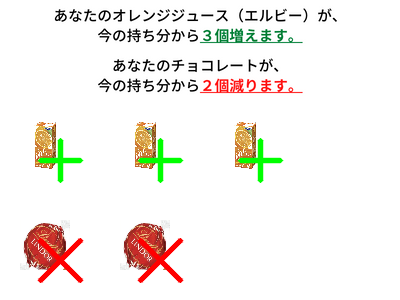 あなたのオレンジジュース（エルビー）が、
今の持ち分から３個増えます。
あなたのチョコレートが、
今の持ち分から２個減ります。
LINDOR
LINDOR